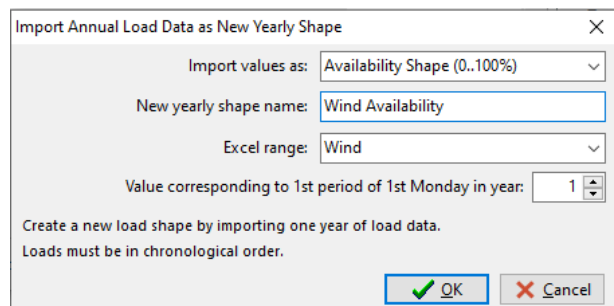 Import Annual Load Data as New Yearly Shape
Import values as: Availability Shape (0..100%)
New yearly shape name: Wind Availability
Excel range: Wind
Value corresponding to 1st period of 1st Monday in year: 1
Create a new load shape by importing one year of load data.
Loads must be in chronological order.
OK Cancel